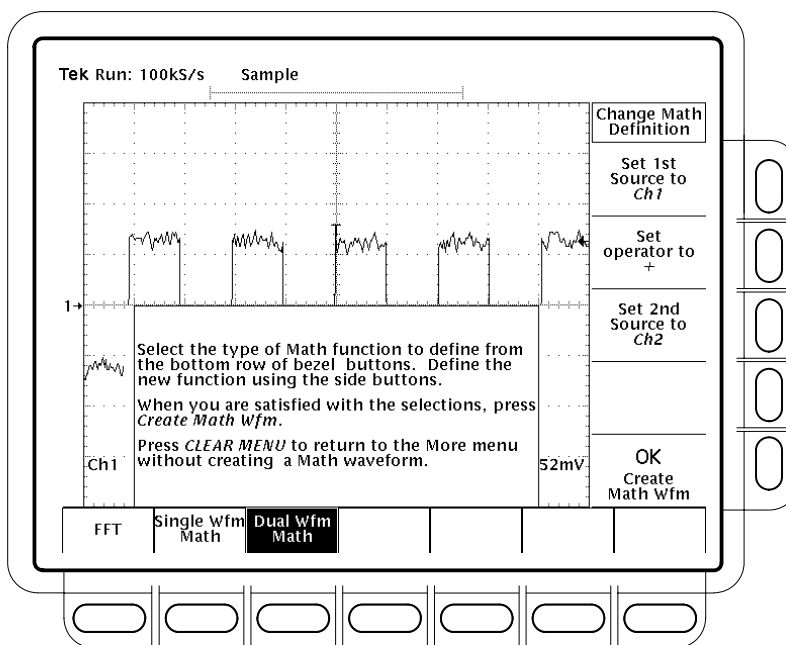 Tek Run: 100kS/s Sample
Change Math
Definition
Set 1st
Source to
Ch1
Set
operator to
+
Set 2nd
Source to
Ch2
OK
Create
Math Wfm
1
Select the type of Math function to define from
the bottom row of bezel buttons. Define the
new function using the side buttons.
When you are satisfied with the selections, press
Create Math Wfm.
Press CLEAR MENU to return to the More menu
without creating a Math waveform.
Ch1 52mV
FFT
Single Wfm
Math
Dual Wfm
Math